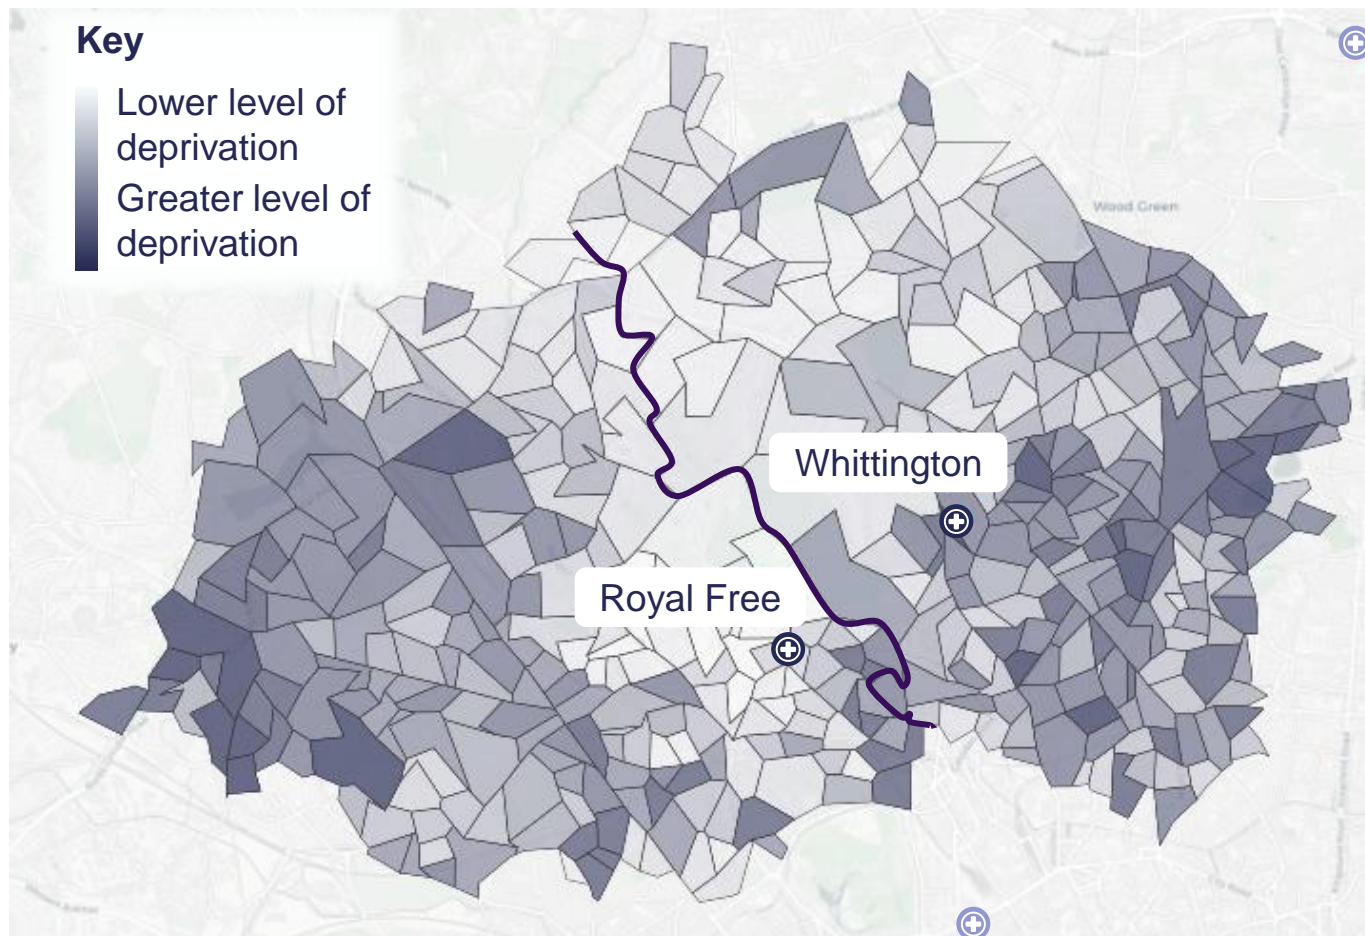 Key
Lower level of
deprivation
Greater level of
deprivation
Wood Green
Whittington
Royal Free